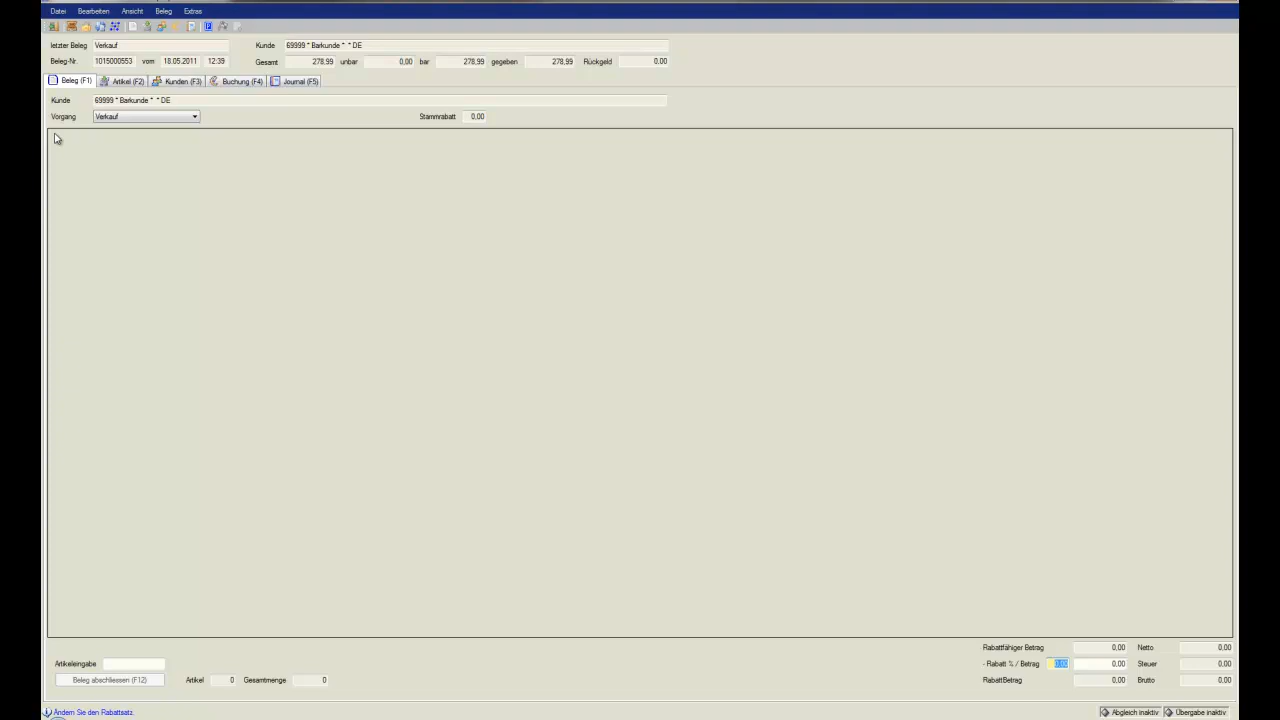 Datei Bearbeiten Ansicht Beleg Extras
letzter Beleg Verkauf Kunde 69999 * Barkunde * * DE
Beleg-Nr. 1015000553 vom 18.05.2011 12:39 Gesamt 278,99 unbar 0,00 bar 278,99 gegeben 278,99 Rückgeld 0,00
Beleg (F1) Artikel (F2) Kunden (F3) Buchung (F4) Journal (F5)
Kunde 69999 * Barkunde * * DE
Vorgang Verkauf Stammrabatt 0,00
Rabattfähiger Betrag 0,00 Netto 0,00
Artikeleingabe - Rabatt % / Betrag 0,00 0,00 Steuer 0,00
Beleg abschliessen (F12) Artikel 0 Gesamtmenge 0 RabattBetrag 0,00 Brutto 0,00
Ändern Sie den Rabattsatz. Abgleich inaktiv Übergabe inaktiv